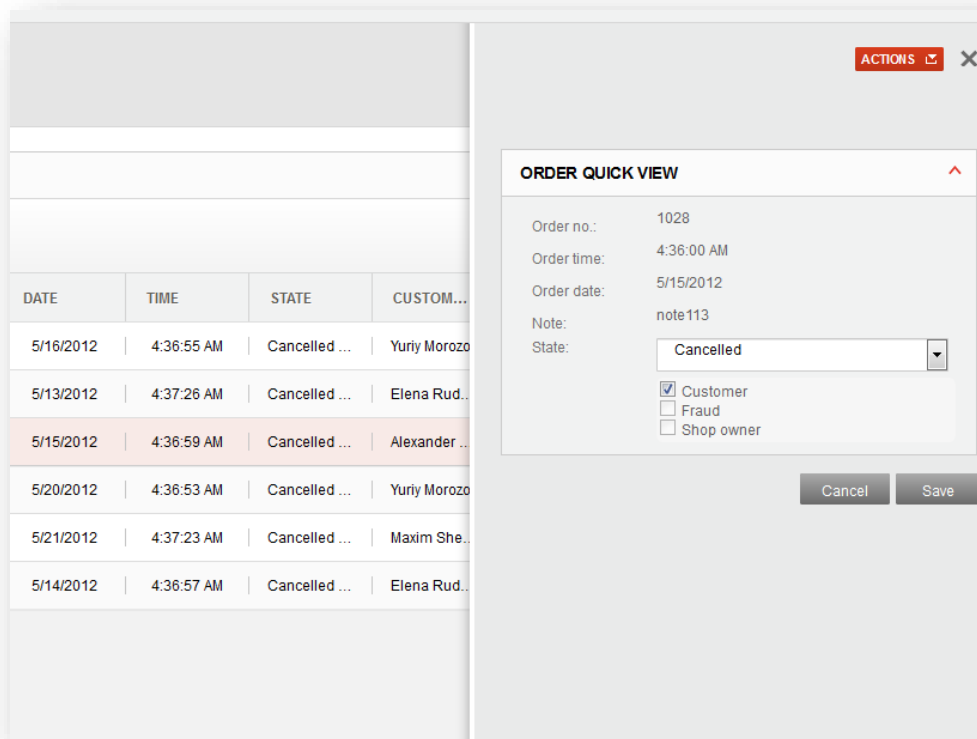 ACTIONS
ORDER QUICK VIEW
Order no.: 1028
Order time: 4:36:00 AM
Order date: 5/15/2012
Note: note113
State: Cancelled
Customer
Fraud
Shop owner
Cancel Save
DATE TIME STATE CUSTOM...
5/16/2012 4:36:55 AM Cancelled ... Yuriy Morozo
5/13/2012 4:37:26 AM Cancelled ... Elena Rud..
5/15/2012 4:36:59 AM Cancelled ... Alexander ..
5/20/2012 4:36:53 AM Cancelled ... Yuriy Morozo
5/21/2012 4:37:23 AM Cancelled ... Maxim She..
5/14/2012 4:36:57 AM Cancelled ... Elena Rud..